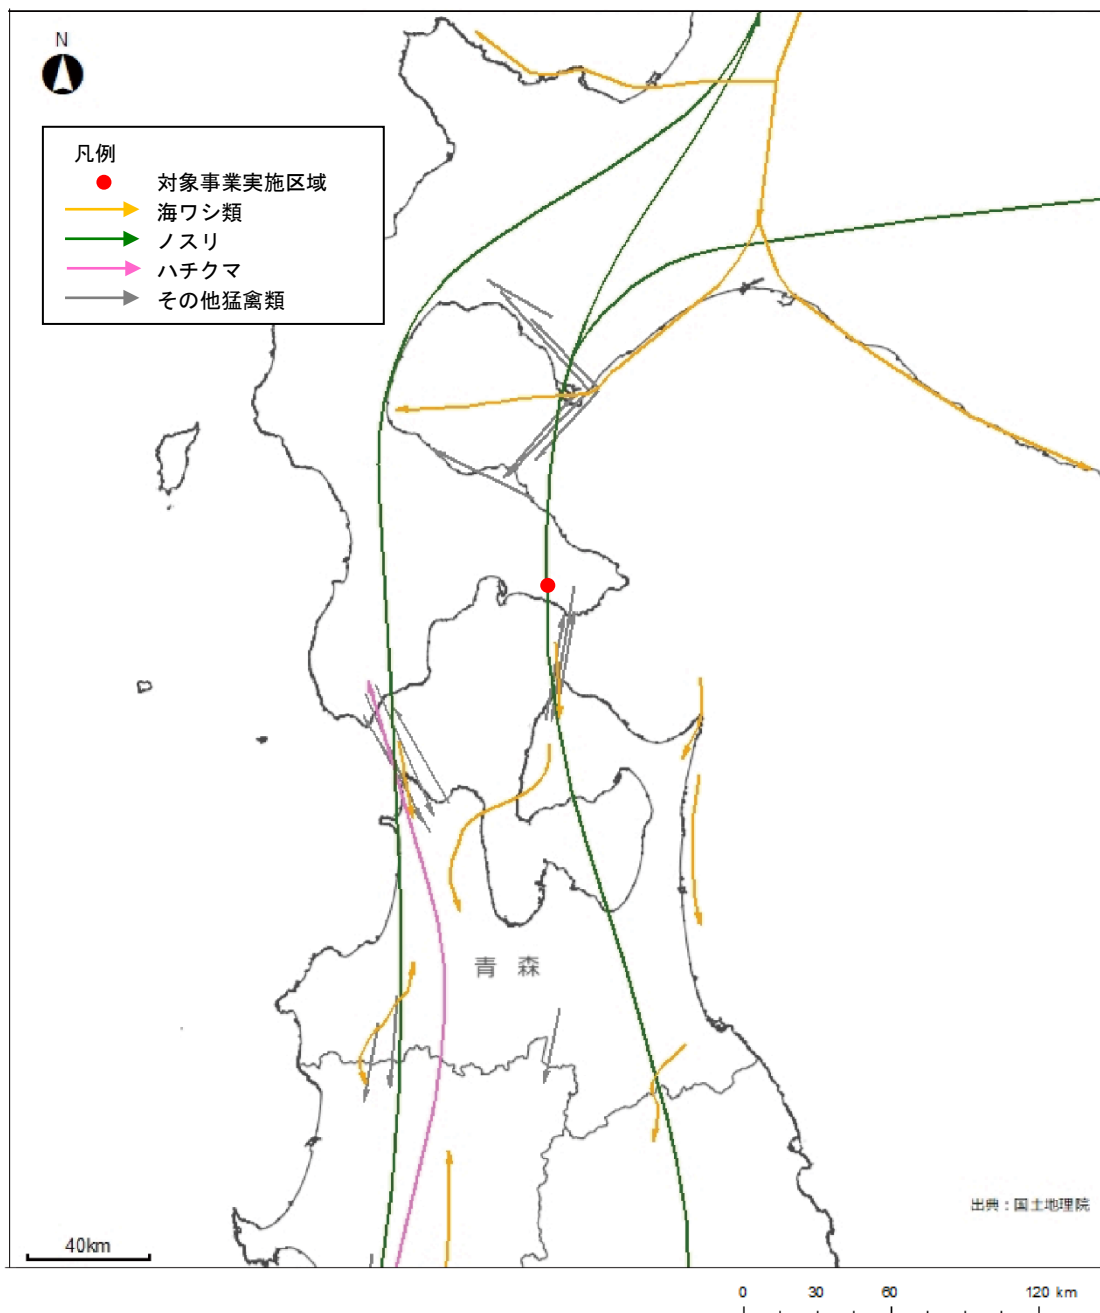 N
凡例
対象事業実施区域
海ワシ類
ノスリ
ハチクマ
その他猛禽類
青 森
出典：国土地理院
40km
0 30 60 120 km